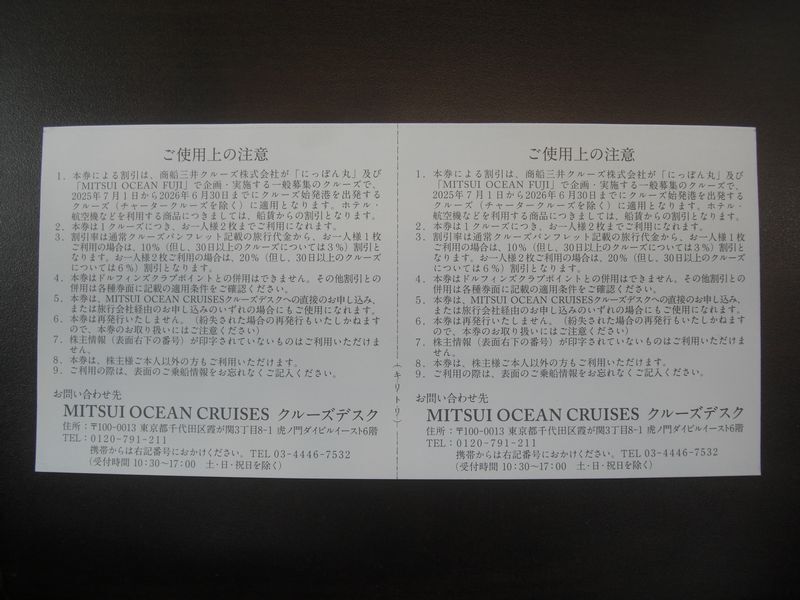 ご使用上の注意
1．本券による割引は、商船三井クルーズ株式会社が「にっぽん丸」及び
「MITSUI OCEAN FUJI」で企画・実施する一般募集のクルーズで、
2025年7月1日から2026年6月30日までにクルーズ始発港を出発する
クルーズ（チャータークルーズを除く）に適用となります。ホテル・
航空機などを利用する商品につきましては、船賃からの割引となります。
2．本券は1クルーズにつき、お一人様2枚までご利用になれます。
3．割引率は通常クルーズパンフレット記載の旅行代金から、お一人様1枚
ご利用の場合は、10%（但し、30日以上のクルーズについては3%）割引と
なります。お一人様2枚ご利用の場合は、20%（但し、30日以上のクルーズ
については6%）割引となります。
4．本券はドルフィンズクラブポイントとの併用はできません。その他割引との
併用は各種券面に記載の適用条件をご確認ください。
5．本券は、MITSUI OCEAN CRUISESクルーズデスクへの直接のお申し込み、
または旅行会社経由のお申し込みのいずれの場合にもご使用になれます。
6．本券は再発行いたしません。（紛失された場合の再発行もいたしかねます
ので、本券のお取り扱いにはご注意ください）
7．株主情報（表面右下の番号）が印字されていないものはご利用いただけま
せん。
8．本券は、株主様ご本人以外の方もご利用いただけます。
9．ご利用の際は、表面のご乗船情報をお忘れなくご記入ください。
お問い合わせ先
MITSUI OCEAN CRUISES クルーズデスク
住所：〒100-0013 東京都千代田区霞が関3丁目8-1 虎ノ門ダイビルイースト6階
TEL：0120-791-211
携帯からは右記番号におかけください。TEL 03-4446-7532
（受付時間 10：30〜17:00 土・日・祝日を除く）
（キリトリ）
ご使用上の注意
1．本券による割引は、商船三井クルーズ株式会社が「にっぽん丸」及び
「MITSUI OCEAN FUJI」で企画・実施する一般募集のクルーズで、
2025年7月1日から2026年6月30日までにクルーズ始発港を出発する
クルーズ（チャータークルーズを除く）に適用となります。ホテル・
航空機などを利用する商品につきましては、船賃からの割引となります。
2．本券は1クルーズにつき、お一人様2枚までご利用になれます。
3．割引率は通常クルーズパンフレット記載の旅行代金から、お一人様1枚
ご利用の場合は、10%（但し、30日以上のクルーズについては3%）割引と
なります。お一人様2枚ご利用の場合は、20%（但し、30日以上のクルーズ
については6%）割引となります。
4．本券はドルフィンズクラブポイントとの併用はできません。その他割引との
併用は各種券面に記載の適用条件をご確認ください。
5．本券は、MITSUI OCEAN CRUISESクルーズデスクへの直接のお申し込み、
または旅行会社経由のお申し込みのいずれの場合にもご使用になれます。
6．本券は再発行いたしません。（紛失された場合の再発行もいたしかねます
ので、本券のお取り扱いにはご注意ください）
7．株主情報（表面右下の番号）が印字されていないものはご利用いただけま
せん。
8．本券は、株主様ご本人以外の方もご利用いただけます。
9．ご利用の際は、表面のご乗船情報をお忘れなくご記入ください。
お問い合わせ先
MITSUI OCEAN CRUISES クルーズデスク
住所：〒100-0013 東京都千代田区霞が関3丁目8-1 虎ノ門ダイビルイースト6階
TEL：0120-791-211
携帯からは右記番号におかけください。TEL 03-4446-7532
（受付時間 10：30〜17:00 土・日・祝日を除く）